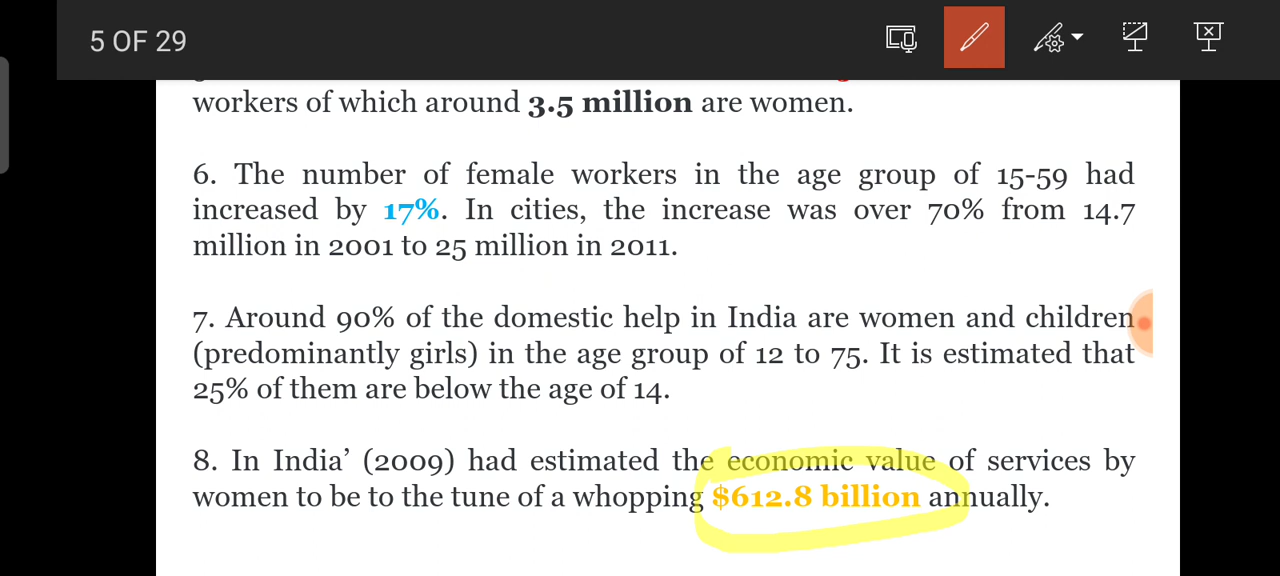 5 OF 29
workers of which around 3.5 million are women.
6. The number of female workers in the age group of 15-59 had
increased by 17%. In cities, the increase was over 70% from 14.7
million in 2001 to 25 million in 2011.
7. Around 90% of the domestic help in India are women and children
(predominantly girls) in the age group of 12 to 75. It is estimated that
25% of them are below the age of 14.
8. In India’ (2009) had estimated the economic value of services by
women to be to the tune of a whopping $612.8 billion annually.